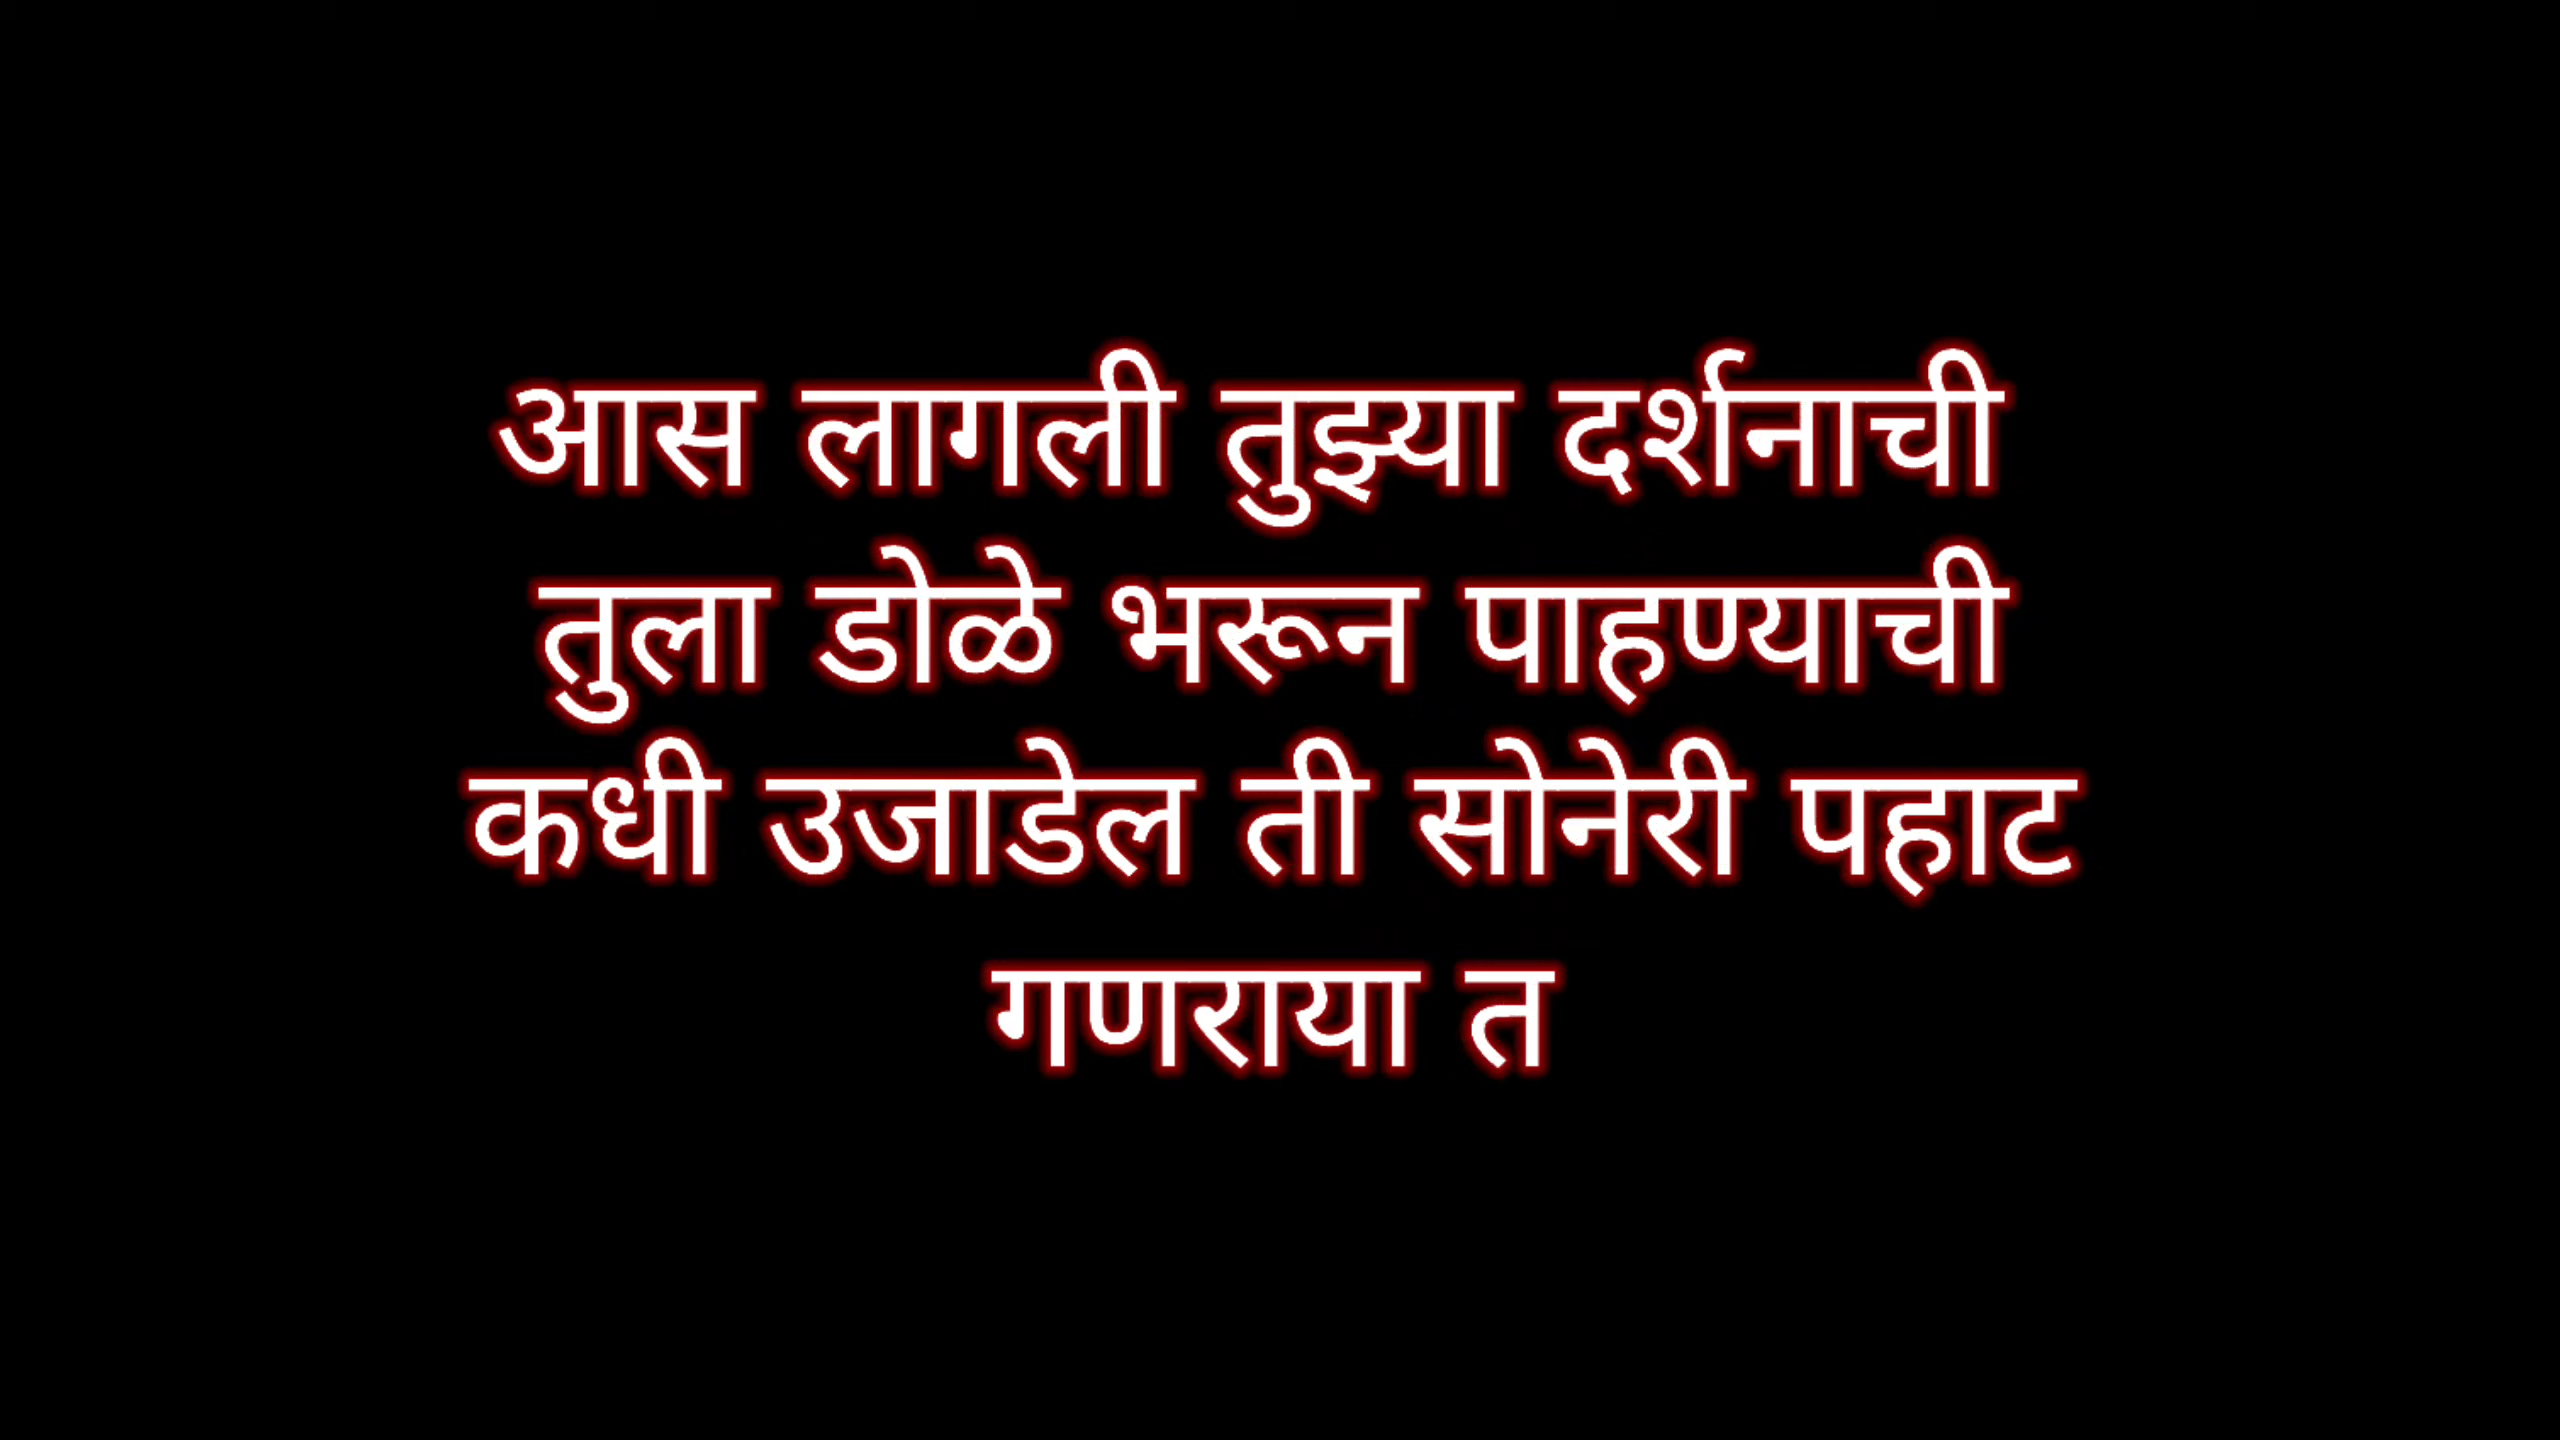 आस लागली तुझ्या दर्शनाची
तुला डोळे भरून पाहण्याची
कधी उजाडेल ती सोनेरी पहाट
गणराया त